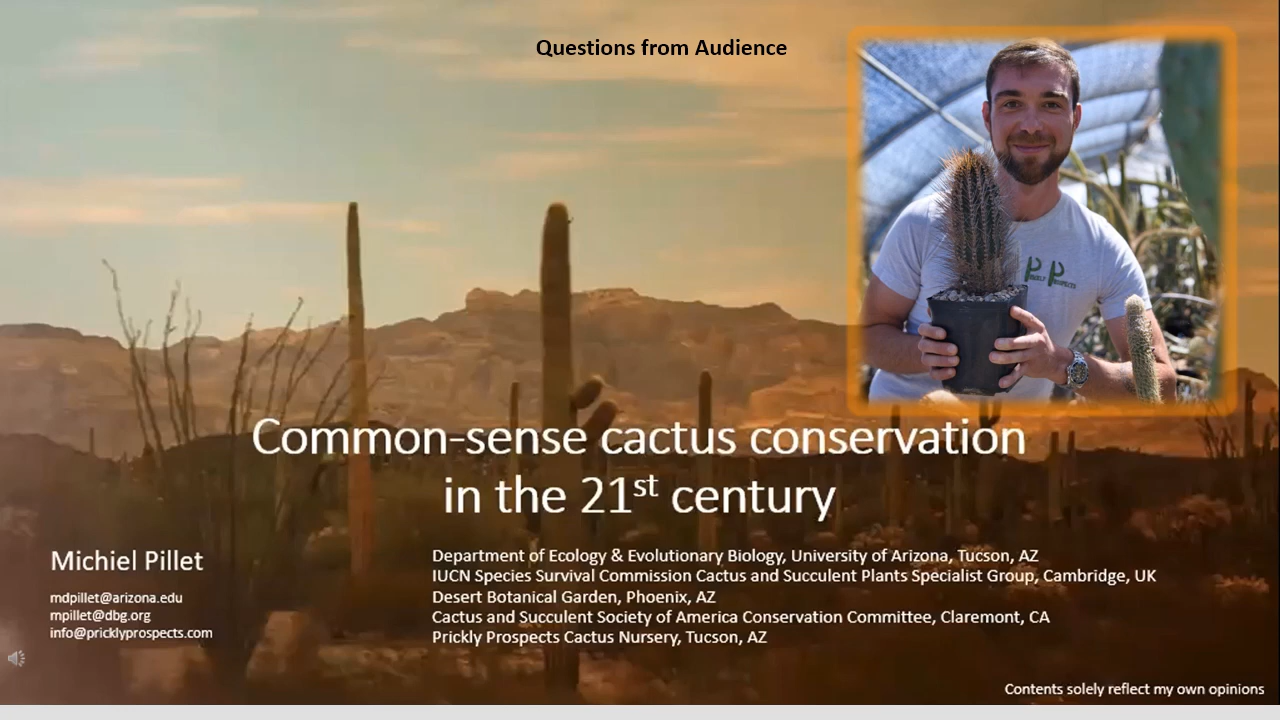 Questions from Audience
PRICKLY PROSPECTS
Common-sense cactus conservation
in the 21st century
Michiel Pillet
mdpillet@arizona.edu
mpillet@dbg.org
info@pricklyprospects.com
Department of Ecology & Evolutionary Biology, University of Arizona, Tucson, AZ
IUCN Species Survival Commission Cactus and Succulent Plants Specialist Group, Cambridge, UK
Desert Botanical Garden, Phoenix, AZ
Cactus and Succulent Society of America Conservation Committee, Claremont, CA
Prickly Prospects Cactus Nursery, Tucson, AZ
Contents solely reflect my own opinions